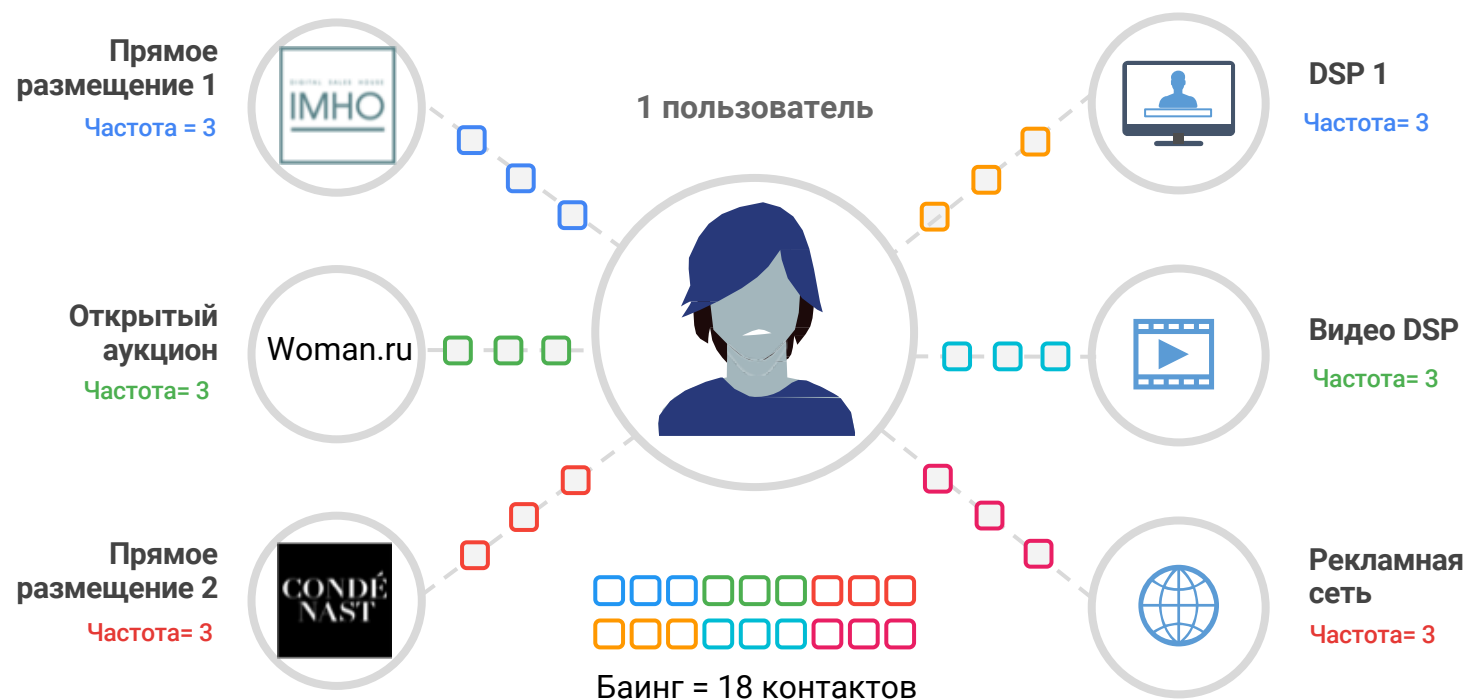 Прямое
размещение 1
Частота = 3
DIGITAL SALES HOUSE
IMHO
1 пользователь
DSP 1
Частота= 3
Открытый
аукцион
Частота= 3
Woman.ru
Видео DSP
Частота= 3
Прямое
размещение 2
Частота= 3
CONDÉ
NAST
Рекламная
сеть
Частота= 3
Баинг = 18 контактов